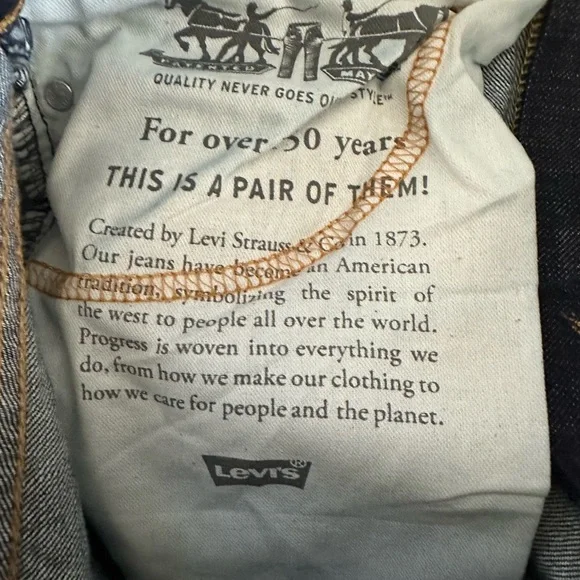 PATENTED
MAY
QUALITY NEVER GOES STYLE™
For over 50 years
THIS IS A PAIR OF THEM!
Created by Levi Strauss & Co in 1873.
Our jeans have become an American
tradition, symbolizing the spirit of
the west to people all over the world.
Progress is woven into everything we
do, from how we make our clothing to
how we care for people and the planet.
Levi's®